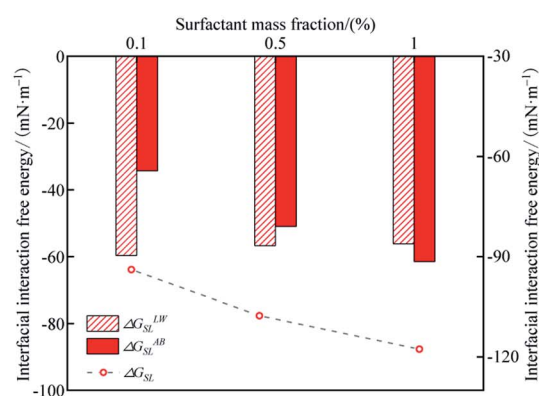 Surfactant mass fraction/(%)
0.1 0.5 1
0 -30
-20
-60
-40
-60 -90
-80
-120
-100
Interfacial interaction free energy/ (mN·m⁻¹)
Interfacial interaction free energy/ (mN·m⁻¹)
ΔG_SL^LW
ΔG_SL^AB
ΔG_SL